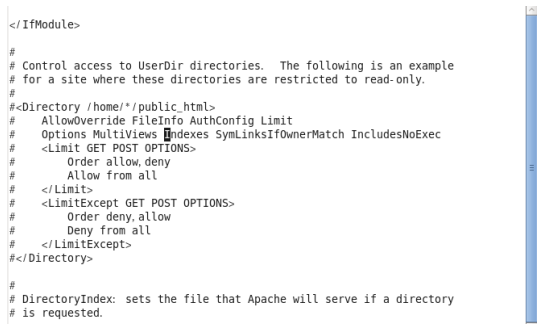 </IfModule>
#
# Control access to UserDir directories. The following is an example
# for a site where these directories are restricted to read-only.
#
#<Directory /home/*/public_html>
# AllowOverride FileInfo AuthConfig Limit
# Options MultiViews Indexes SymLinksIfOwnerMatch IncludesNoExec
# <Limit GET POST OPTIONS>
# Order allow,deny
# Allow from all
# </Limit>
# <LimitExcept GET POST OPTIONS>
# Order deny,allow
# Deny from all
# </LimitExcept>
#</Directory>
#
# DirectoryIndex: sets the file that Apache will serve if a directory
# is requested.